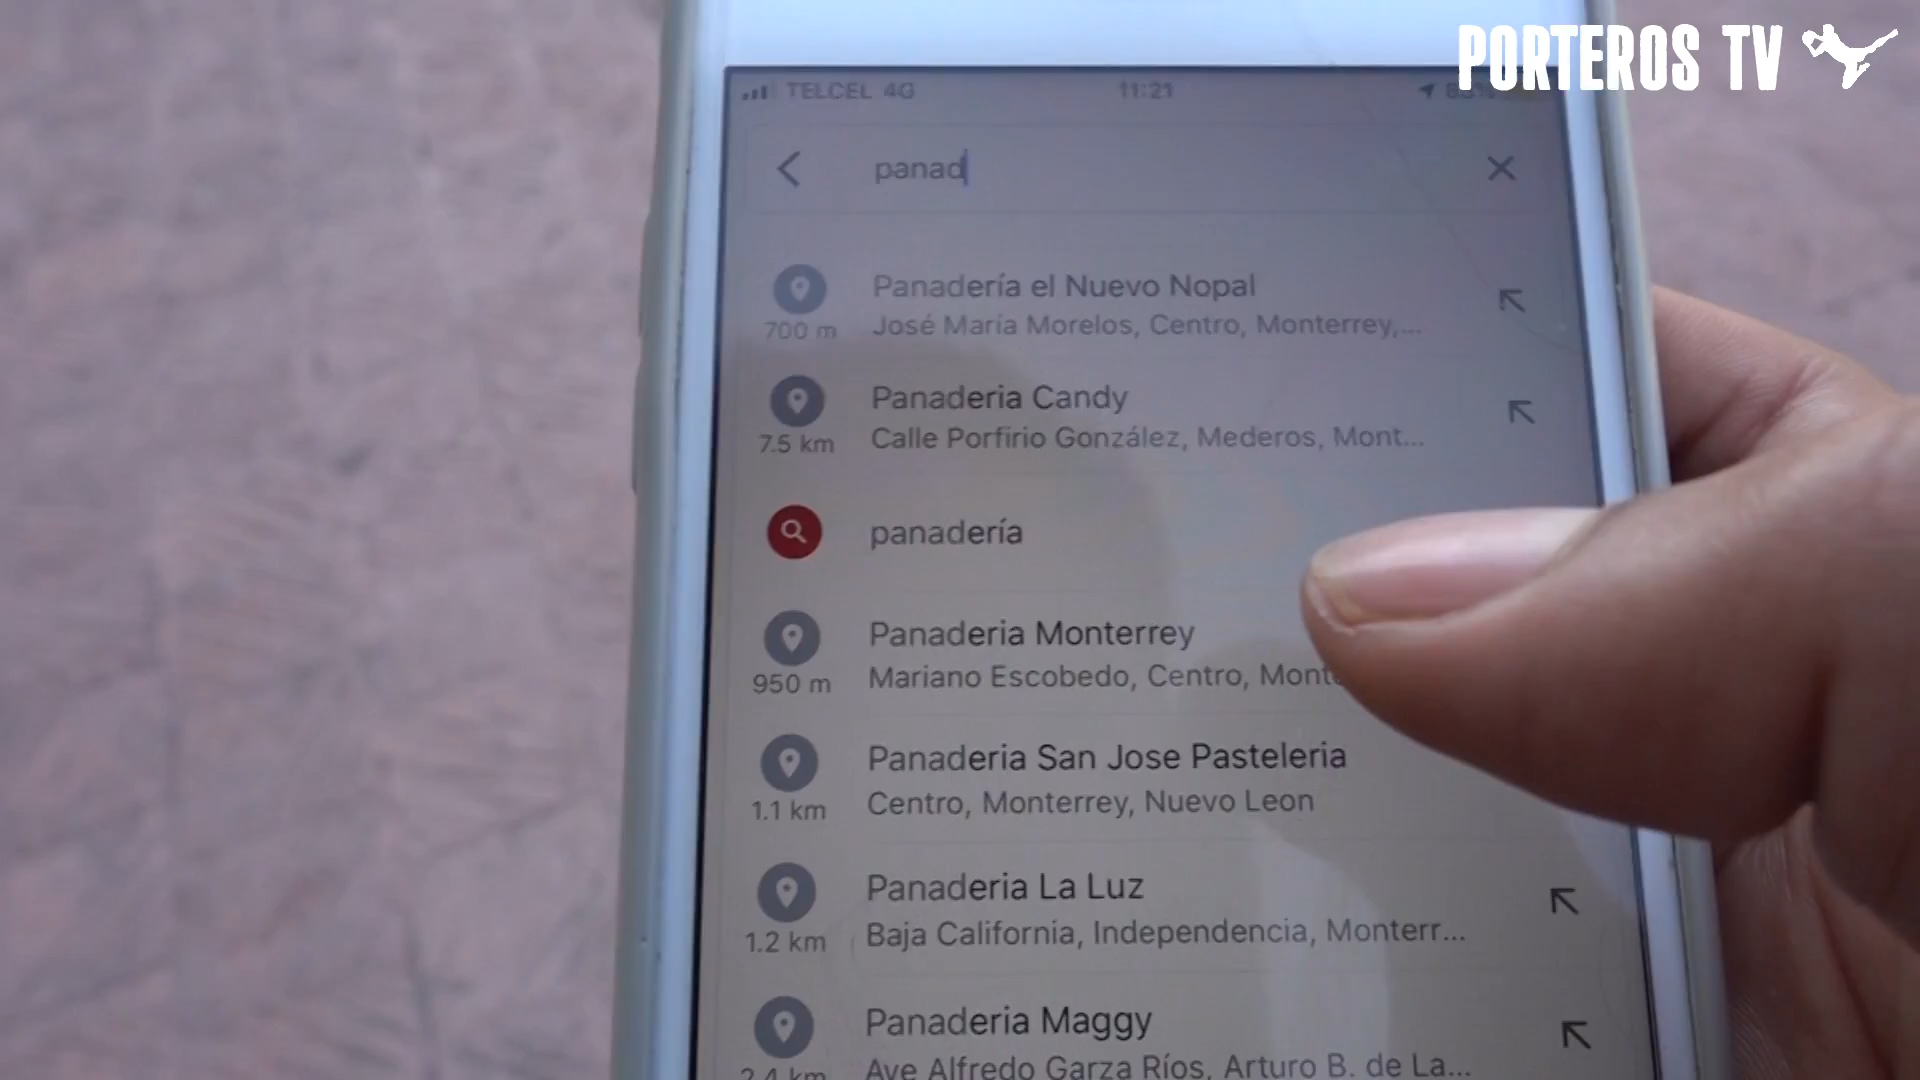 PORTEROS TV
TELCEL 4G 11:21
panad
Panadería el Nuevo Nopal
700 m José María Morelos, Centro, Monterrey,...
Panaderia Candy
7.5 km Calle Porfirio González, Mederos, Mont...
panadería
Panaderia Monterrey
950 m Mariano Escobedo, Centro,
Panaderia San Jose Pasteleria
1.1 km Centro, Monterrey, Nuevo Leon
Panaderia La Luz
1.2 km Baja California, Independencia, Monterr...
Panaderia Maggy
2.4 km Ave Alfredo Garza Ríos, Arturo B. de La...